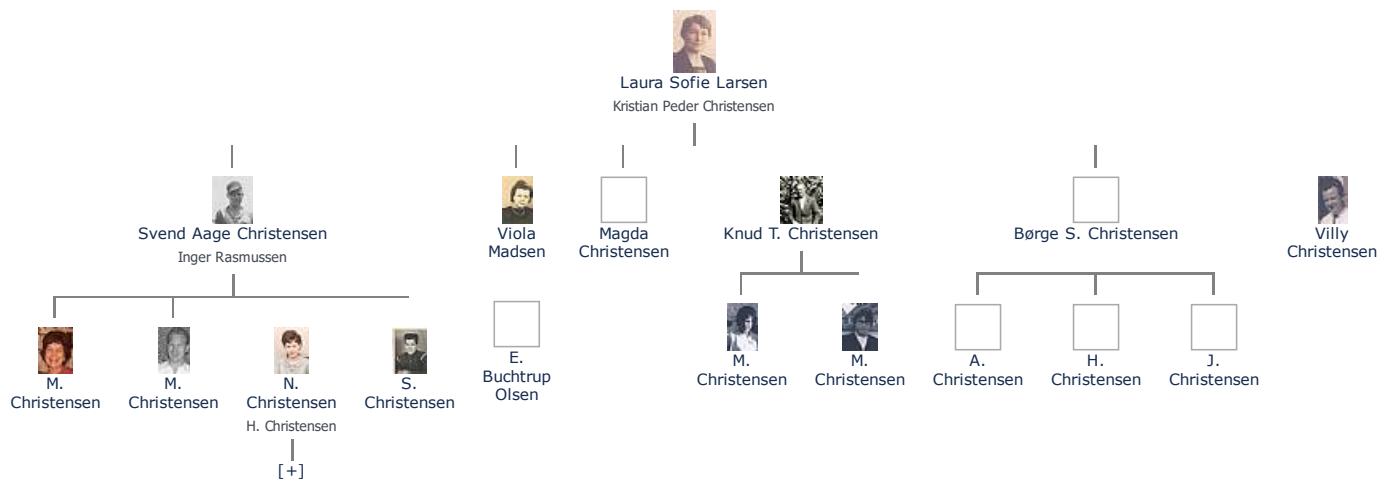 Laura Sofie Larsen
Kristian Peder Christensen
Svend Aage Christensen
Inger Rasmussen
Viola
Madsen
Magda
Christensen
Knud T. Christensen
Børge S. Christensen
Villy
Christensen
M.
Christensen
M.
Christensen
N.
Christensen
H. Christensen
[+]
S.
Christensen
E.
Buchtrup
Olsen
M.
Christensen
M.
Christensen
A.
Christensen
H.
Christensen
J.
Christensen